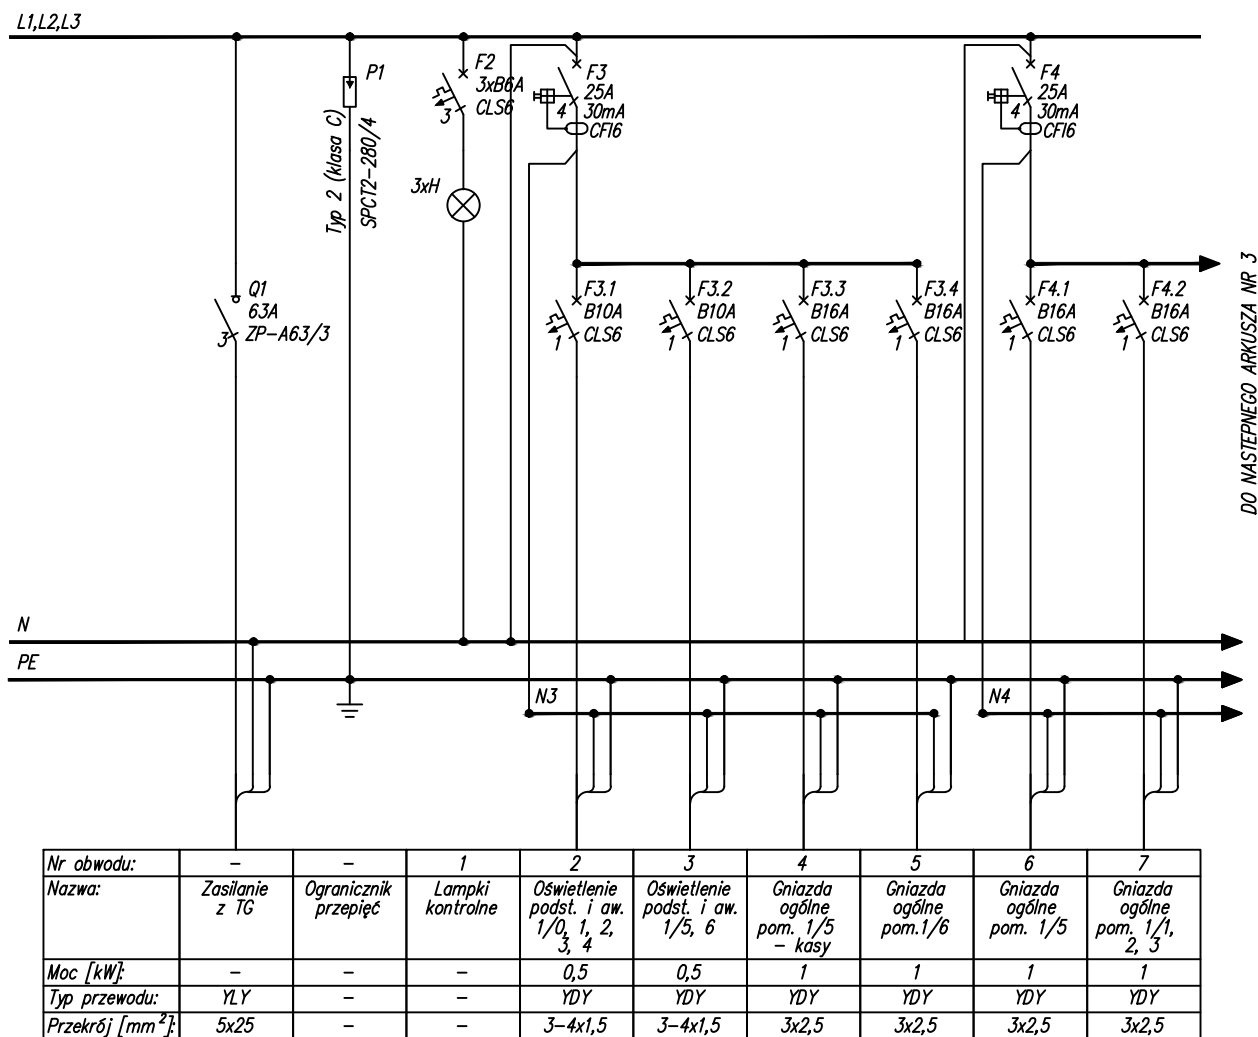 L1,L2,L3
P1
Typ 2 (klasa C)
SPCT2-280/4
F2
3xB6A
CLS6
3
3xH
F3
25A
30mA
CFI6
4
F4
25A
30mA
CFI6
4
Q1
63A
ZP-A63/3
3
F3.1
B10A
CLS6
1
F3.2
B10A
CLS6
1
F3.3
B16A
CLS6
1
F3.4
B16A
CLS6
1
F4.1
B16A
CLS6
1
F4.2
B16A
CLS6
1
DO NASTEPNEGO ARKUSZA NR 3
N
PE
N3
N4
Nr obwodu: - - 1 2 3 4 5 6 7
Nazwa:
Zasilanie
z TG
Ogranicznik
przepięć
Lampki
kontrolne
Oświetlenie
podst. i aw.
1/0, 1, 2,
3, 4
Oświetlenie
podst. i aw.
1/5, 6
Gniazda
ogólne
pom. 1/5
- kasy
Gniazda
ogólne
pom.1/6
Gniazda
ogólne
pom. 1/5
Gniazda
ogólne
pom. 1/1,
2, 3
Moc [kW]: - - - 0,5 0,5 1 1 1 1
Typ przewodu: YLY - - YDY YDY YDY YDY YDY YDY
Przekrój [mm²]: 5x25 - - 3-4x1,5 3-4x1,5 3x2,5 3x2,5 3x2,5 3x2,5